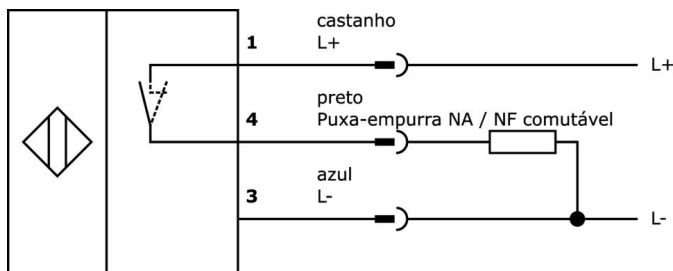 castanho
1 L+
L+
preto
4 Puxa-empurra NA / NF comutável
azul
3 L-
L-